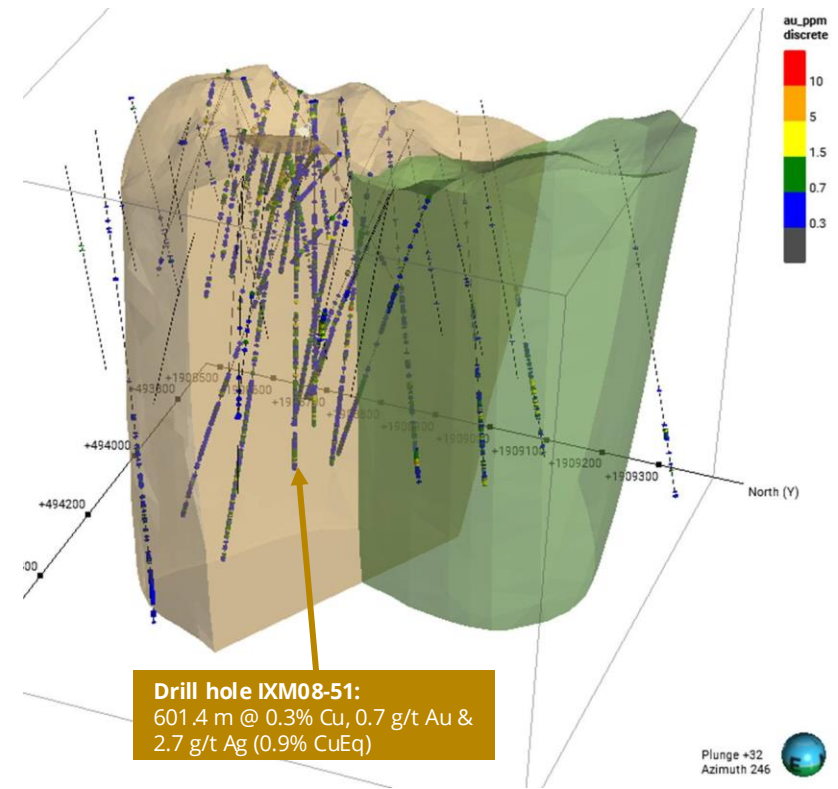 au_ppm
discrete
10
5
1.5
0.7
0.3
+1908500
+493800
+494000
+1909100
+1909200
+1909300
+494200
North (Y)
Drill hole IXM08-51:
601.4 m @ 0.3% Cu, 0.7 g/t Au &
2.7 g/t Ag (0.9% CuEq)
Plunge +32
Azimuth 246